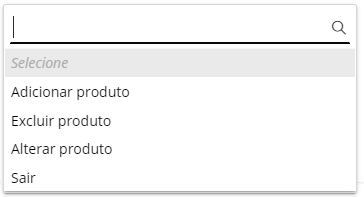 Selecione
Adicionar produto
Excluir produto
Alterar produto
Sair